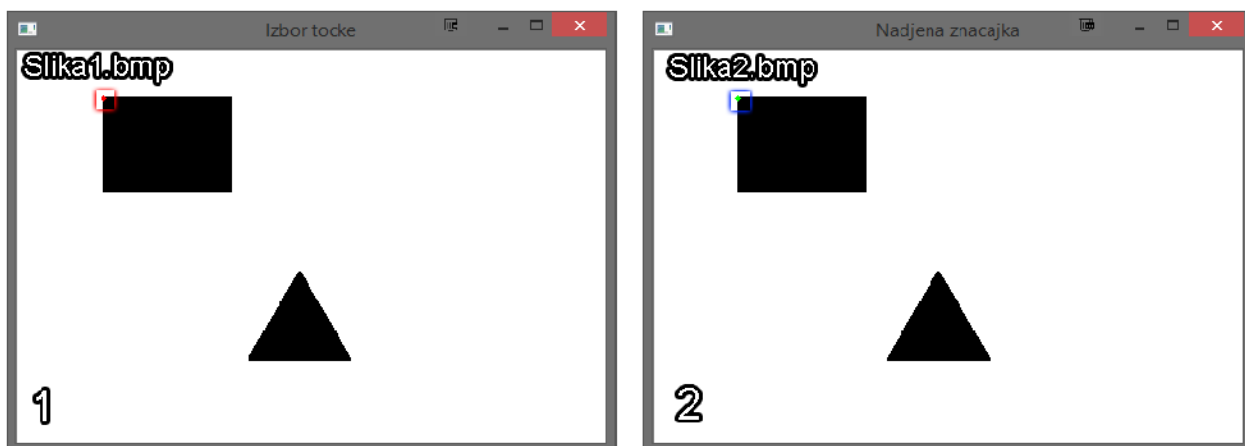 Izbor tocke
Slika1.bmp
1
Nadjena znacajka
Slika2.bmp
2